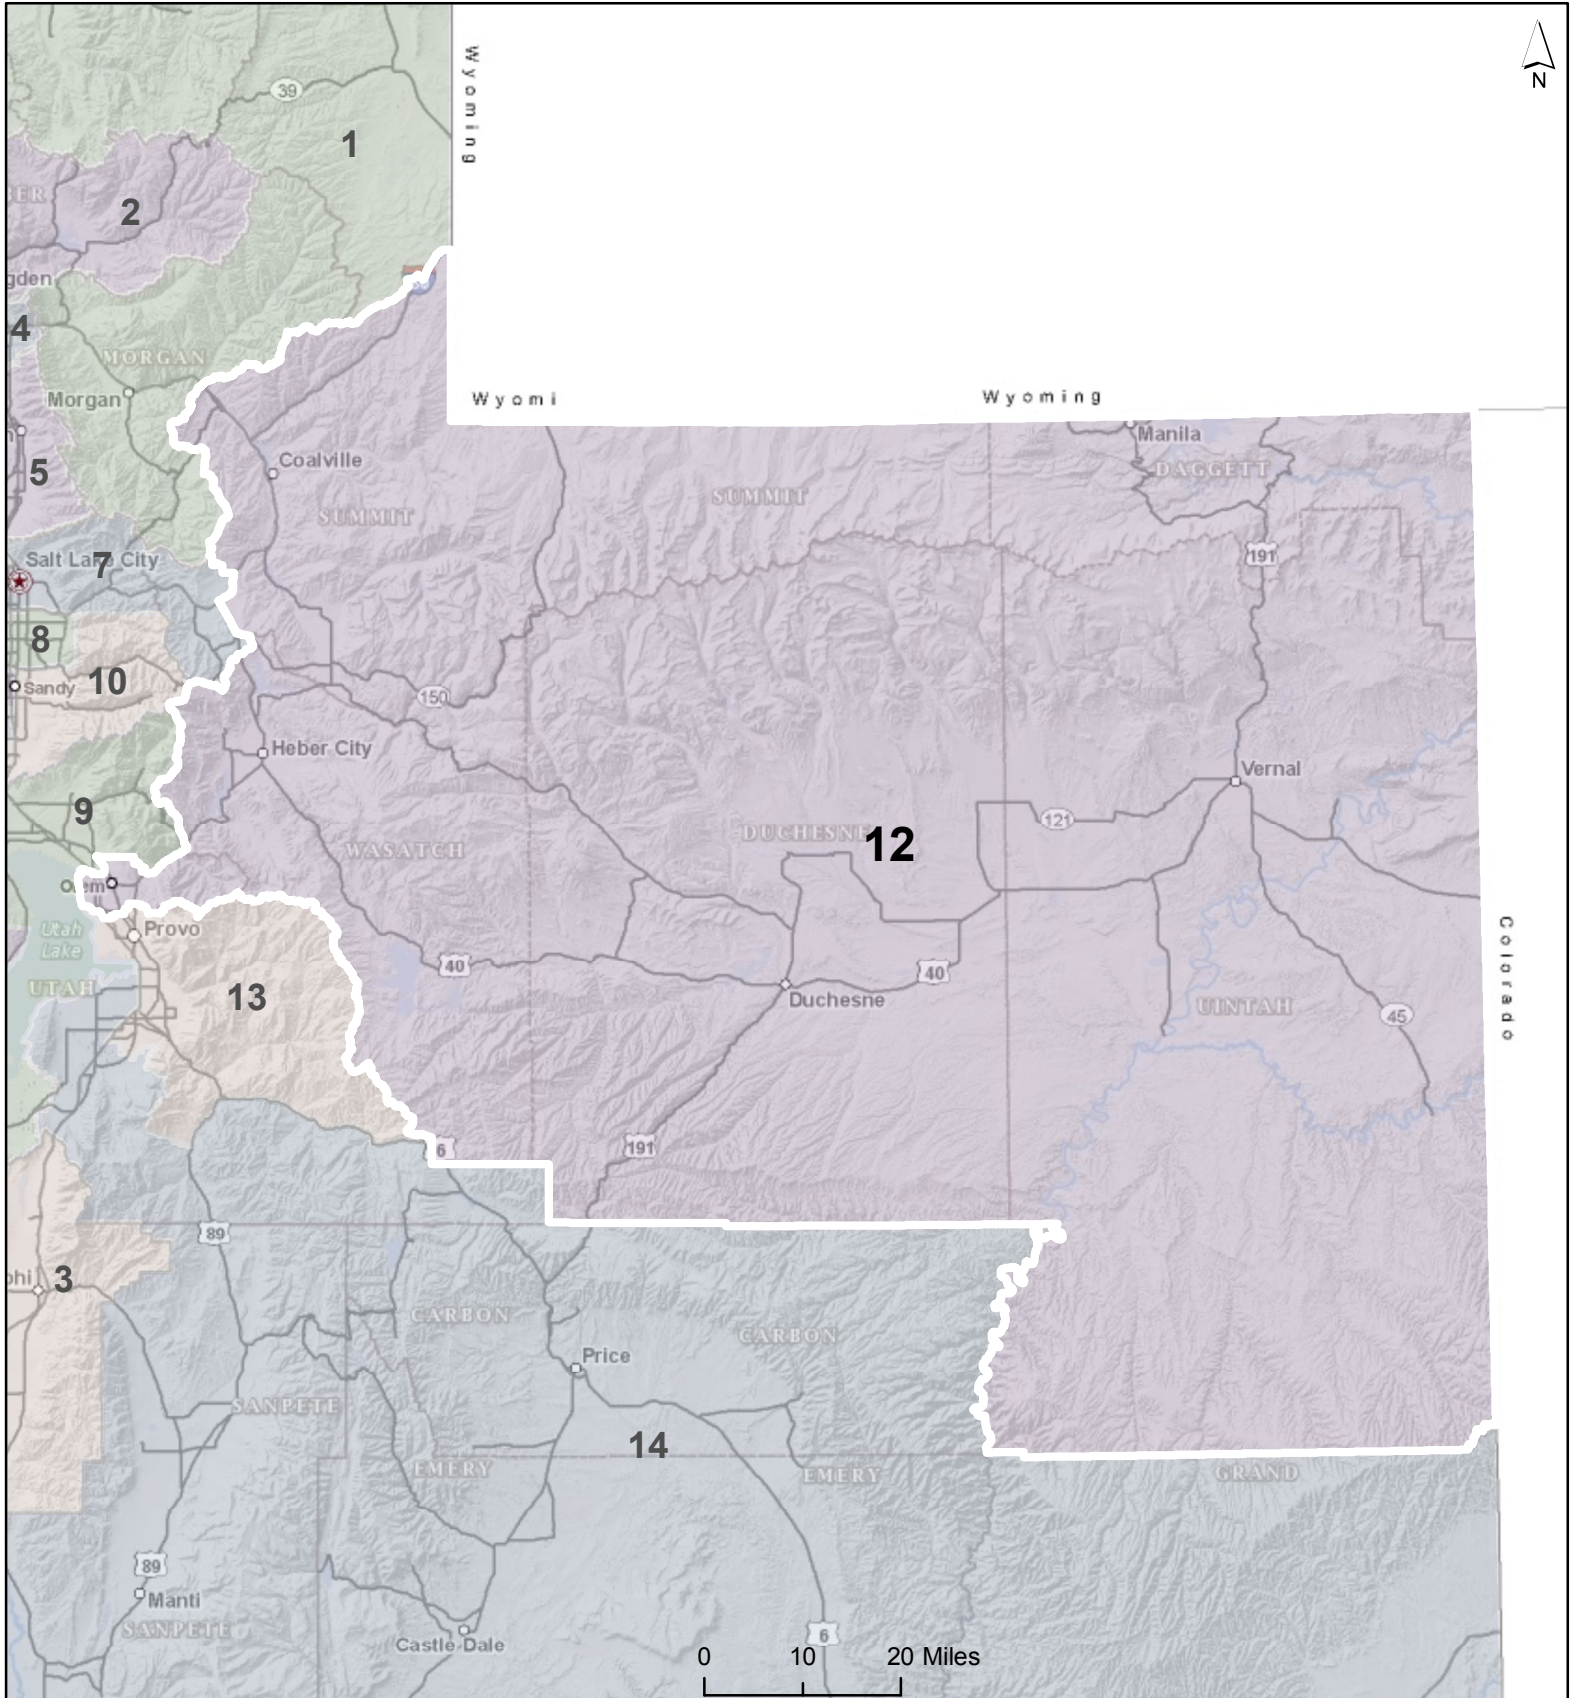 N
39
Wyoming
1
2
gden
4
MORGAN
Morgan
Wyomi
Wyoming
Manila
DAGGETT
5
Coalville
SUMMIT
SUMMIT
191
Salt Lake City
7
8
10
Sandy
150
Heber City
Vernal
9
121
DUCHESNE
12
WASATCH
Orem
Provo
Utah
Lake
40
40
Colorado
UTAH
13
Duchesne
UINTAH
45
6
191
89
3
CARBON
CARBON
Price
SANPETE
14
EMERY
EMERY
GRAND
89
Manti
SANPETE
Castle Dale
6
0 10 20 Miles